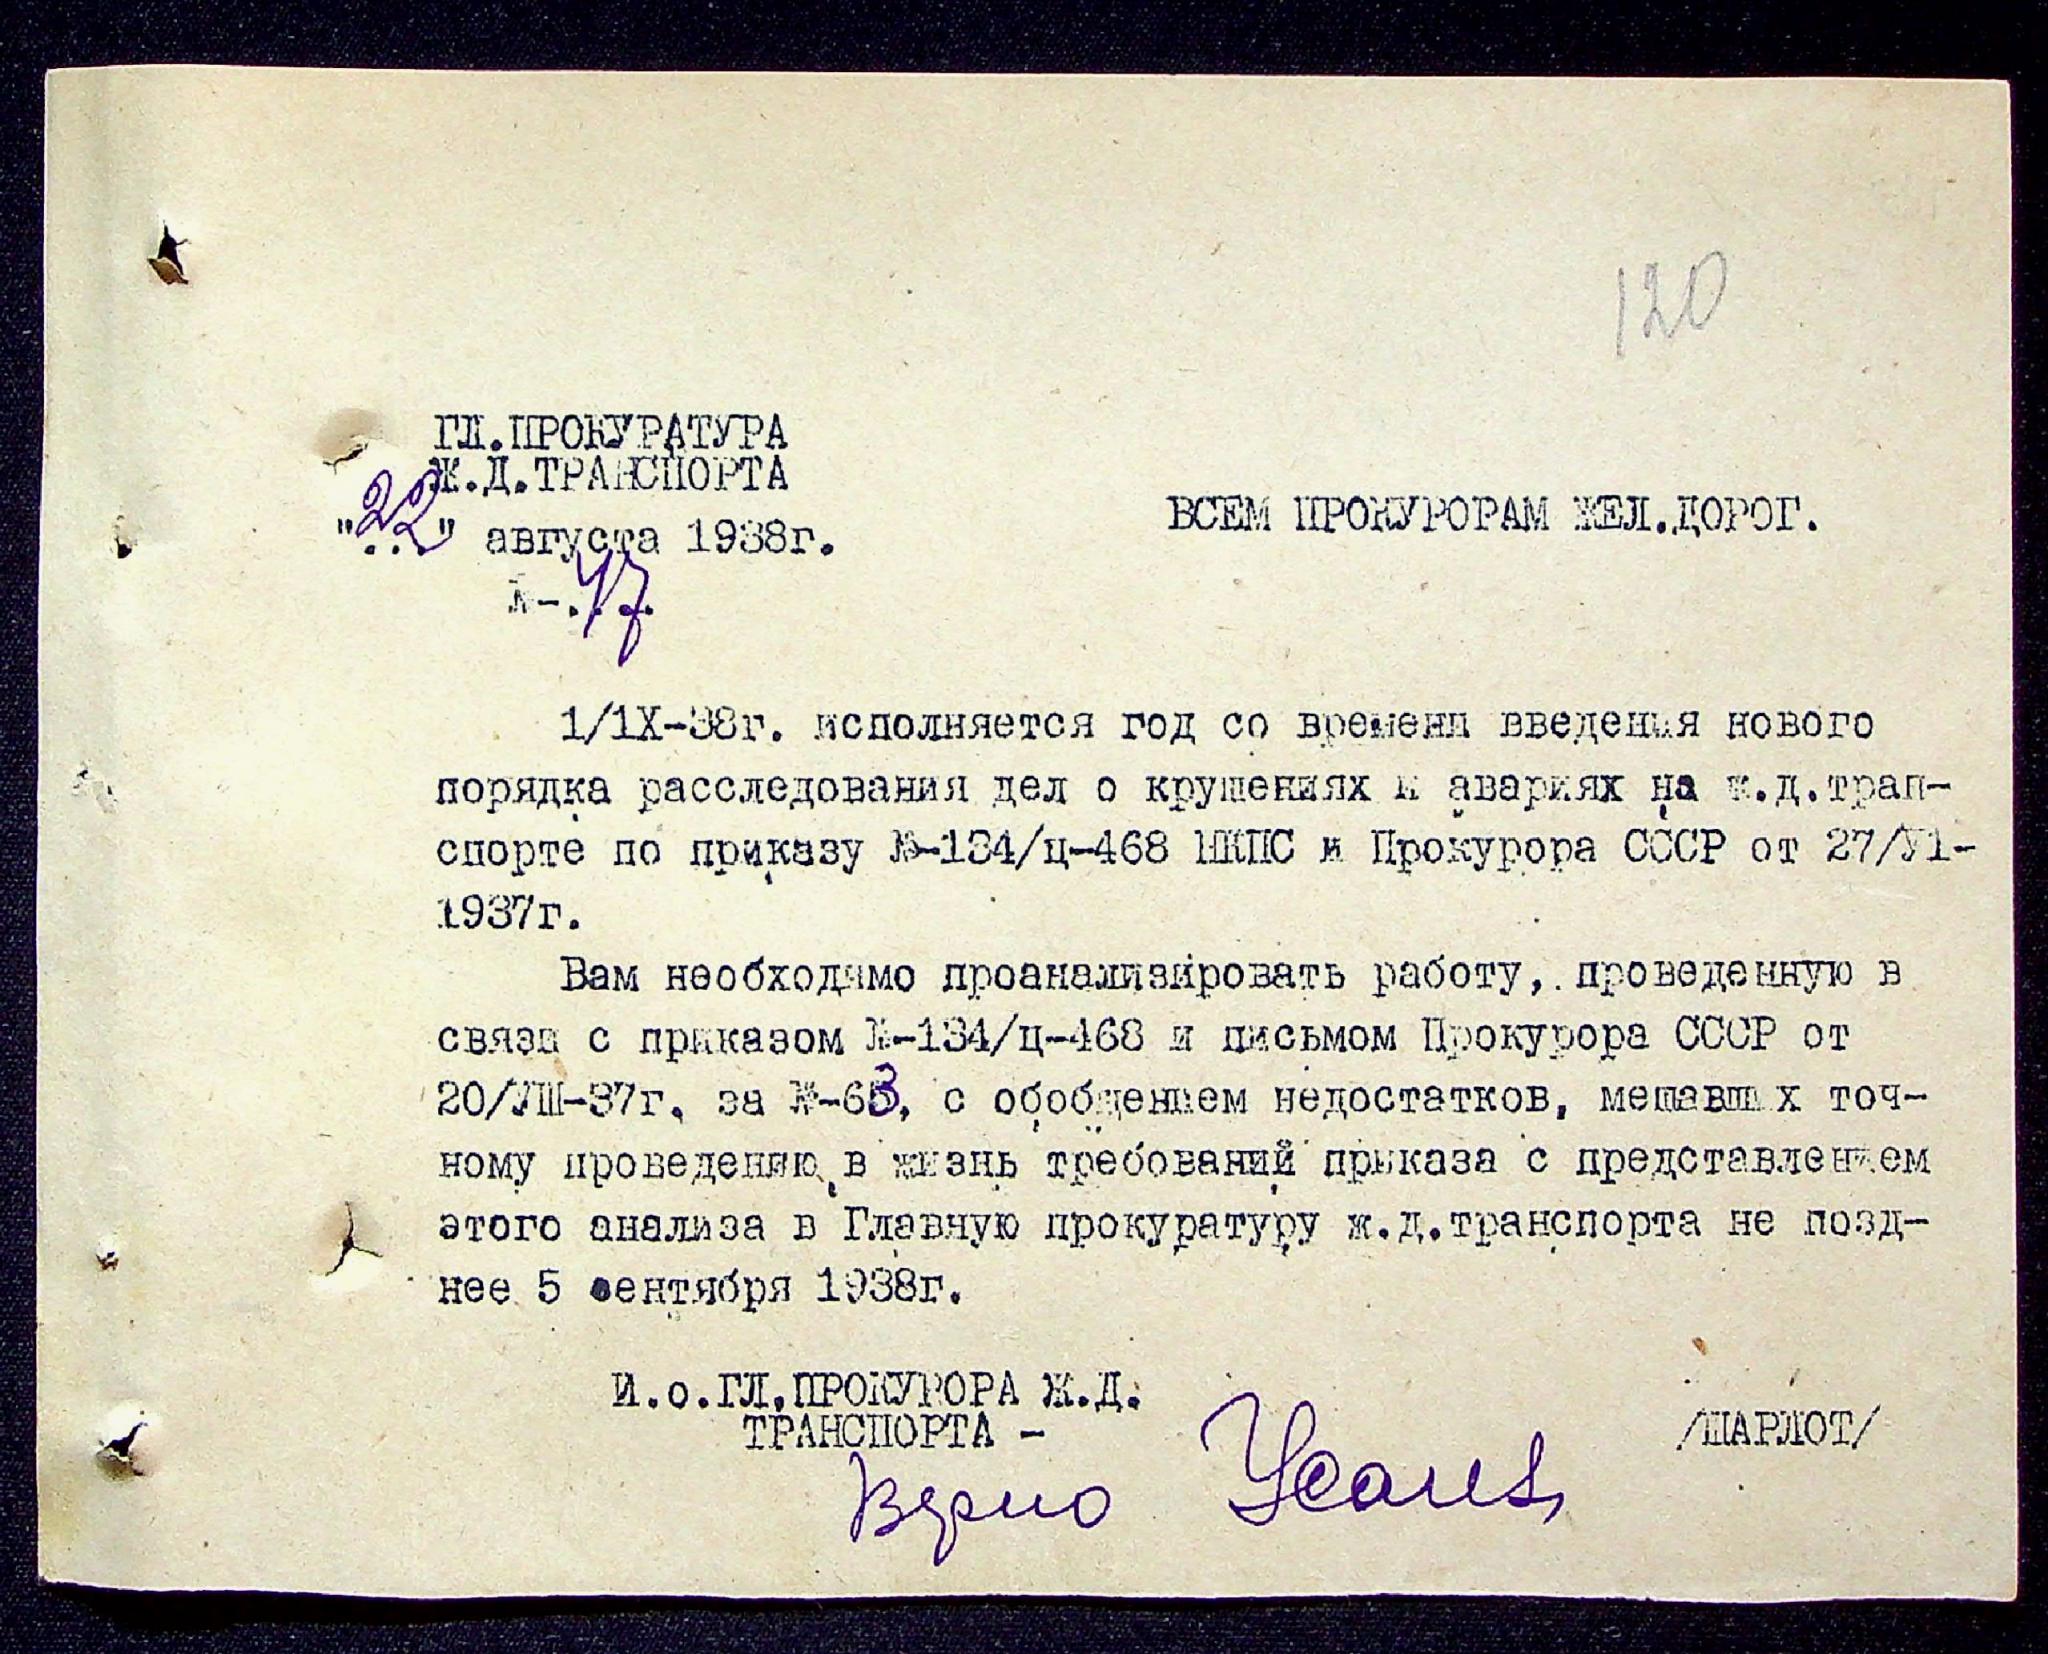 120
ГЛ.ПРОКУРАТУРА
Ж.Д.ТРАНСПОРТА
"22" августа 1938г.
№-47
ВСЕМ ПРОКУРОРАМ ЖЕЛ.ДОРОГ.
1/1Х-38г. исполняется год со времени введения нового
порядка расследования дел о крушениях и авариях на ж.д.тран-
спорте по приказу №-134/ц-468 НКПС и Прокурора СССР от 27/У1-
1937г.
Вам необходимо проанализировать работу, проведенную в
связи с приказом №-134/ц-468 и письмом Прокурора СССР от
20/УШ-37г. за №-63, с обобщением недостатков, мешавших точ-
ному проведению в жизнь требований приказа с представлением
этого анализа в Главную прокуратуру ж.д.транспорта не позд-
нее 5 сентября 1938г.
И.о.ГЛ.ПРОКУРОРА Ж.Д.
ТРАНСПОРТА - /ШАРЛОТ/
Верно